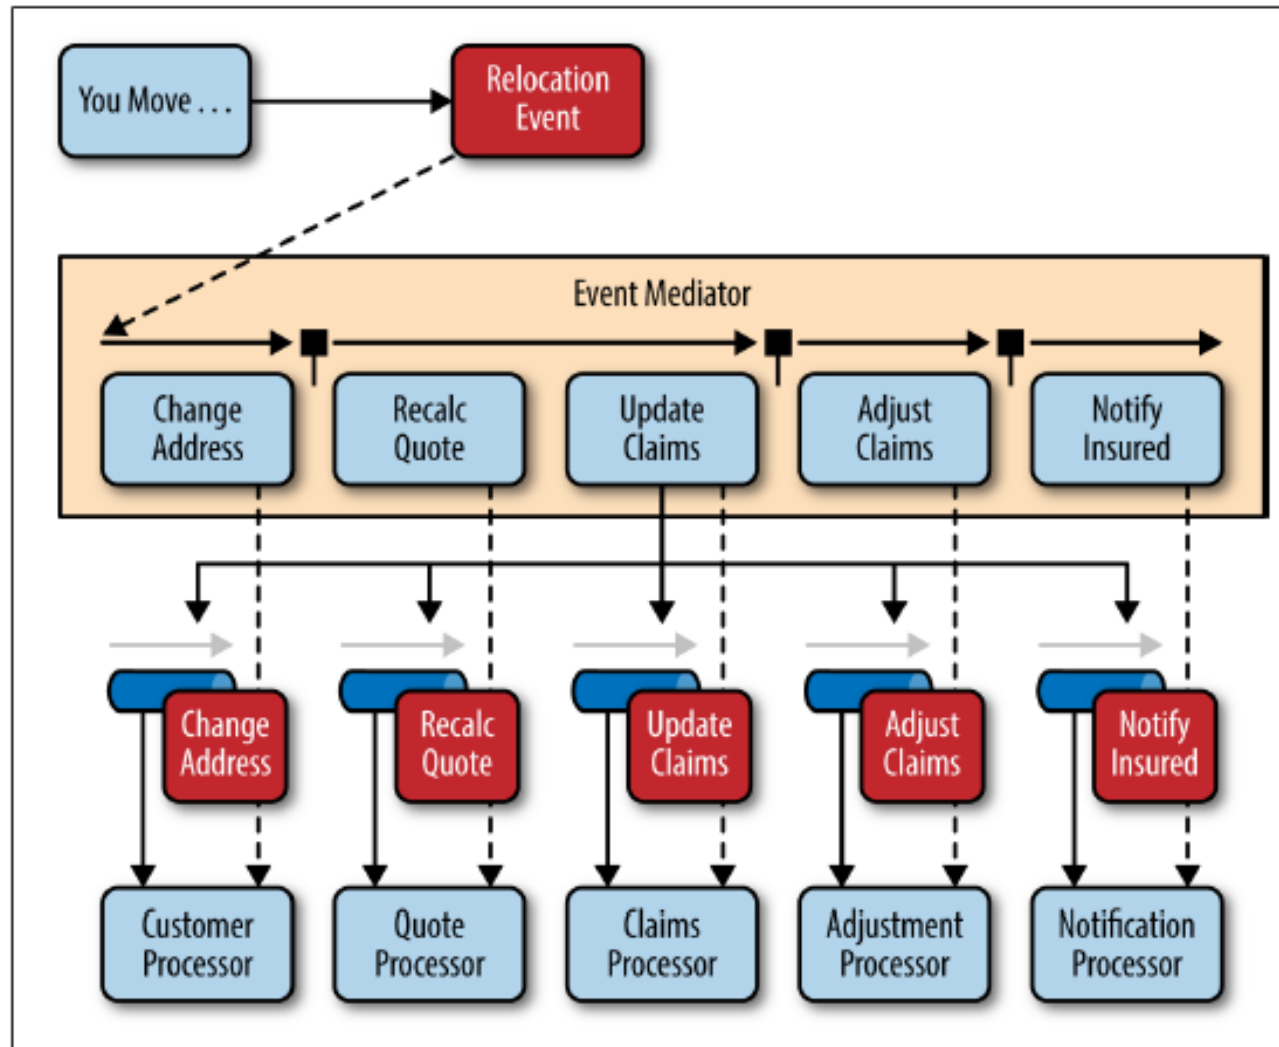 You Move . . .
Relocation
Event
Event Mediator
Change
Address
Recalc
Quote
Update
Claims
Adjust
Claims
Notify
Insured
Change
Address
Recalc
Quote
Update
Claims
Adjust
Claims
Notify
Insured
Customer
Processor
Quote
Processor
Claims
Processor
Adjustment
Processor
Notification
Processor